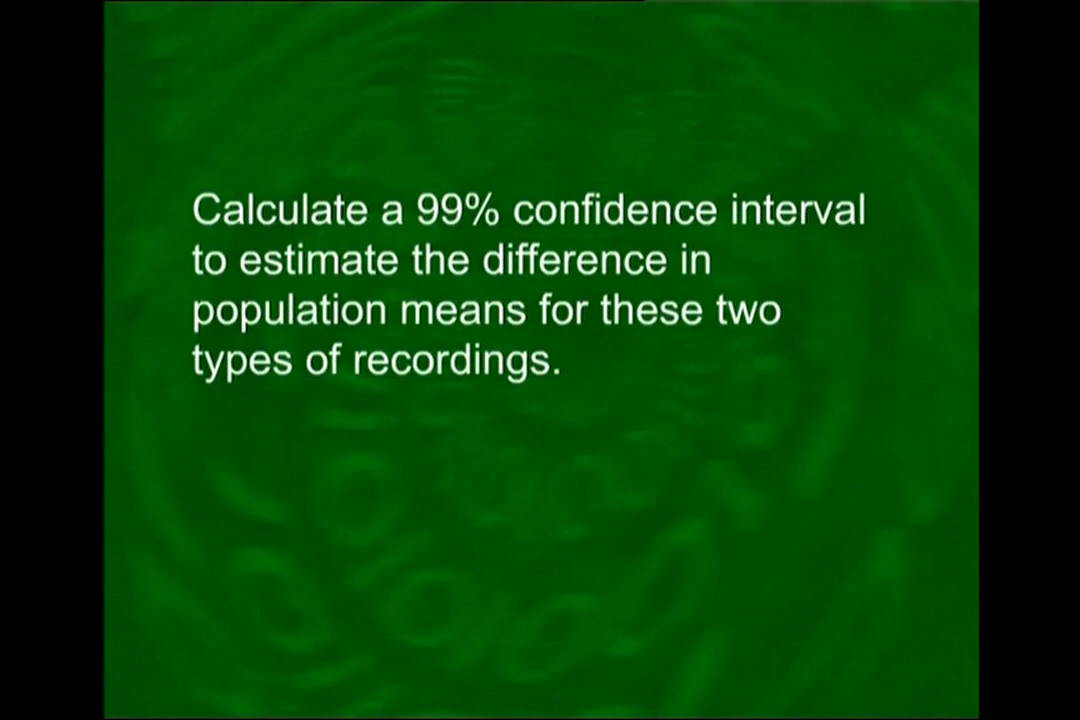 Calculate a 99% confidence interval
to estimate the difference in
population means for these two
types of recordings.